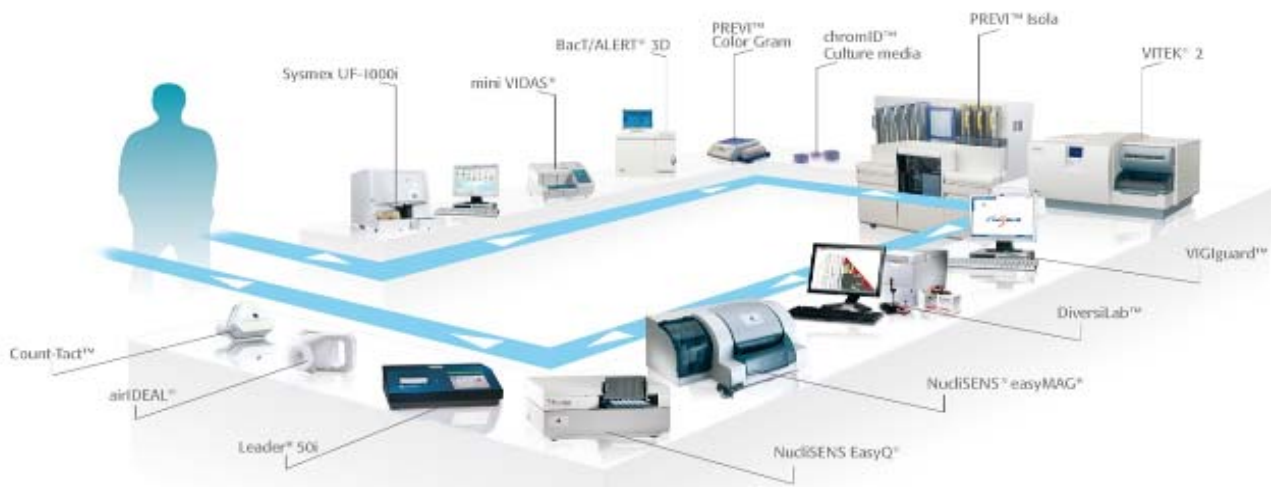 PREVI™ Isola
PREVI™
Color Gram
chromID™
Culture media
BacT/ALERT® 3D
VITEK® 2
Sysmex UF-1000i
mini VIDAS®
VIGIguard™
DiversiLab™
Count-Tact™
airIDEAL®
NucliSENS® easyMAG®
Leader® 50i
NucliSENS EasyQ®